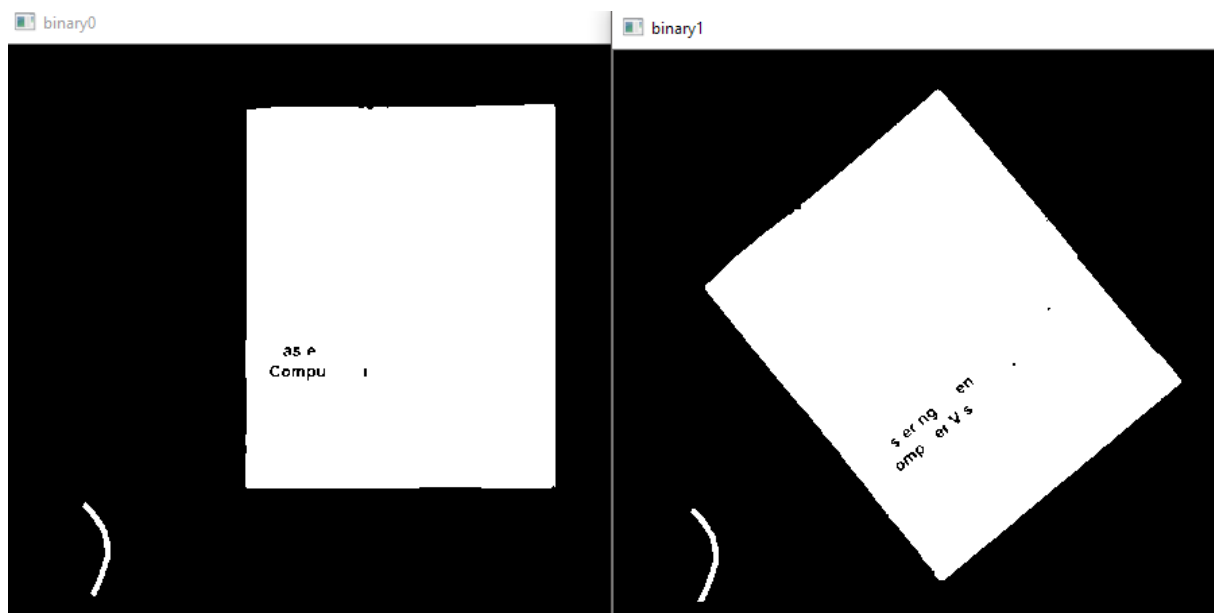 binary0
binary1
as e
Compu
s er ng en
omp er V s